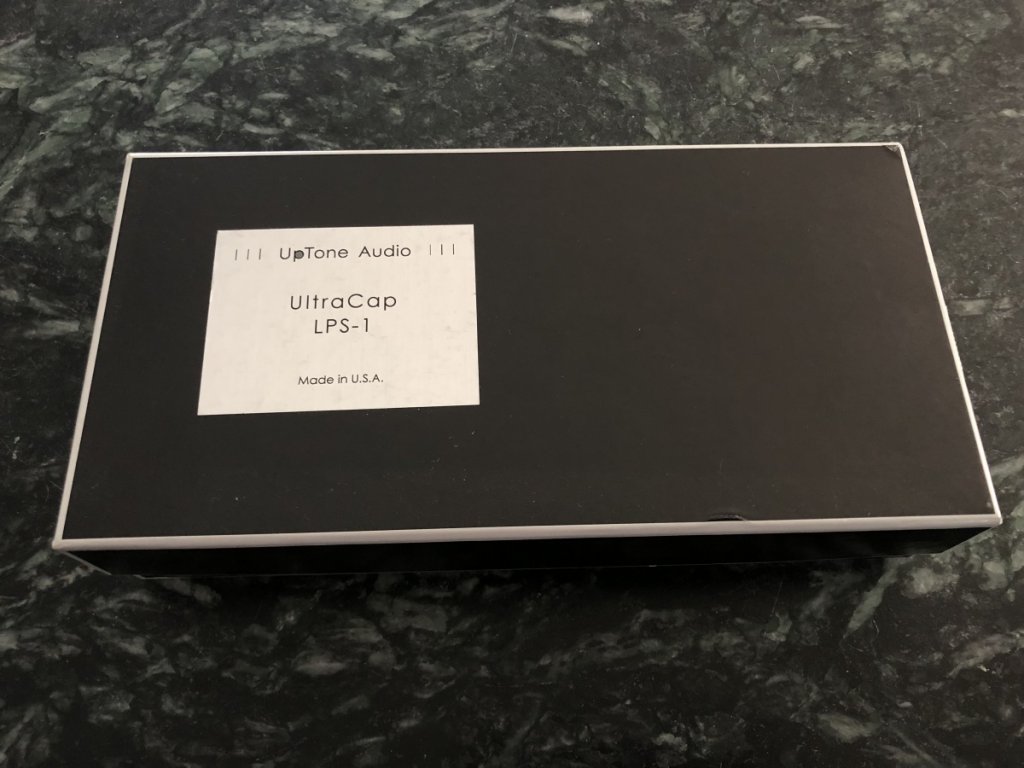 ||| UpTone Audio |||
UltraCap
LPS-1
Made in U.S.A.